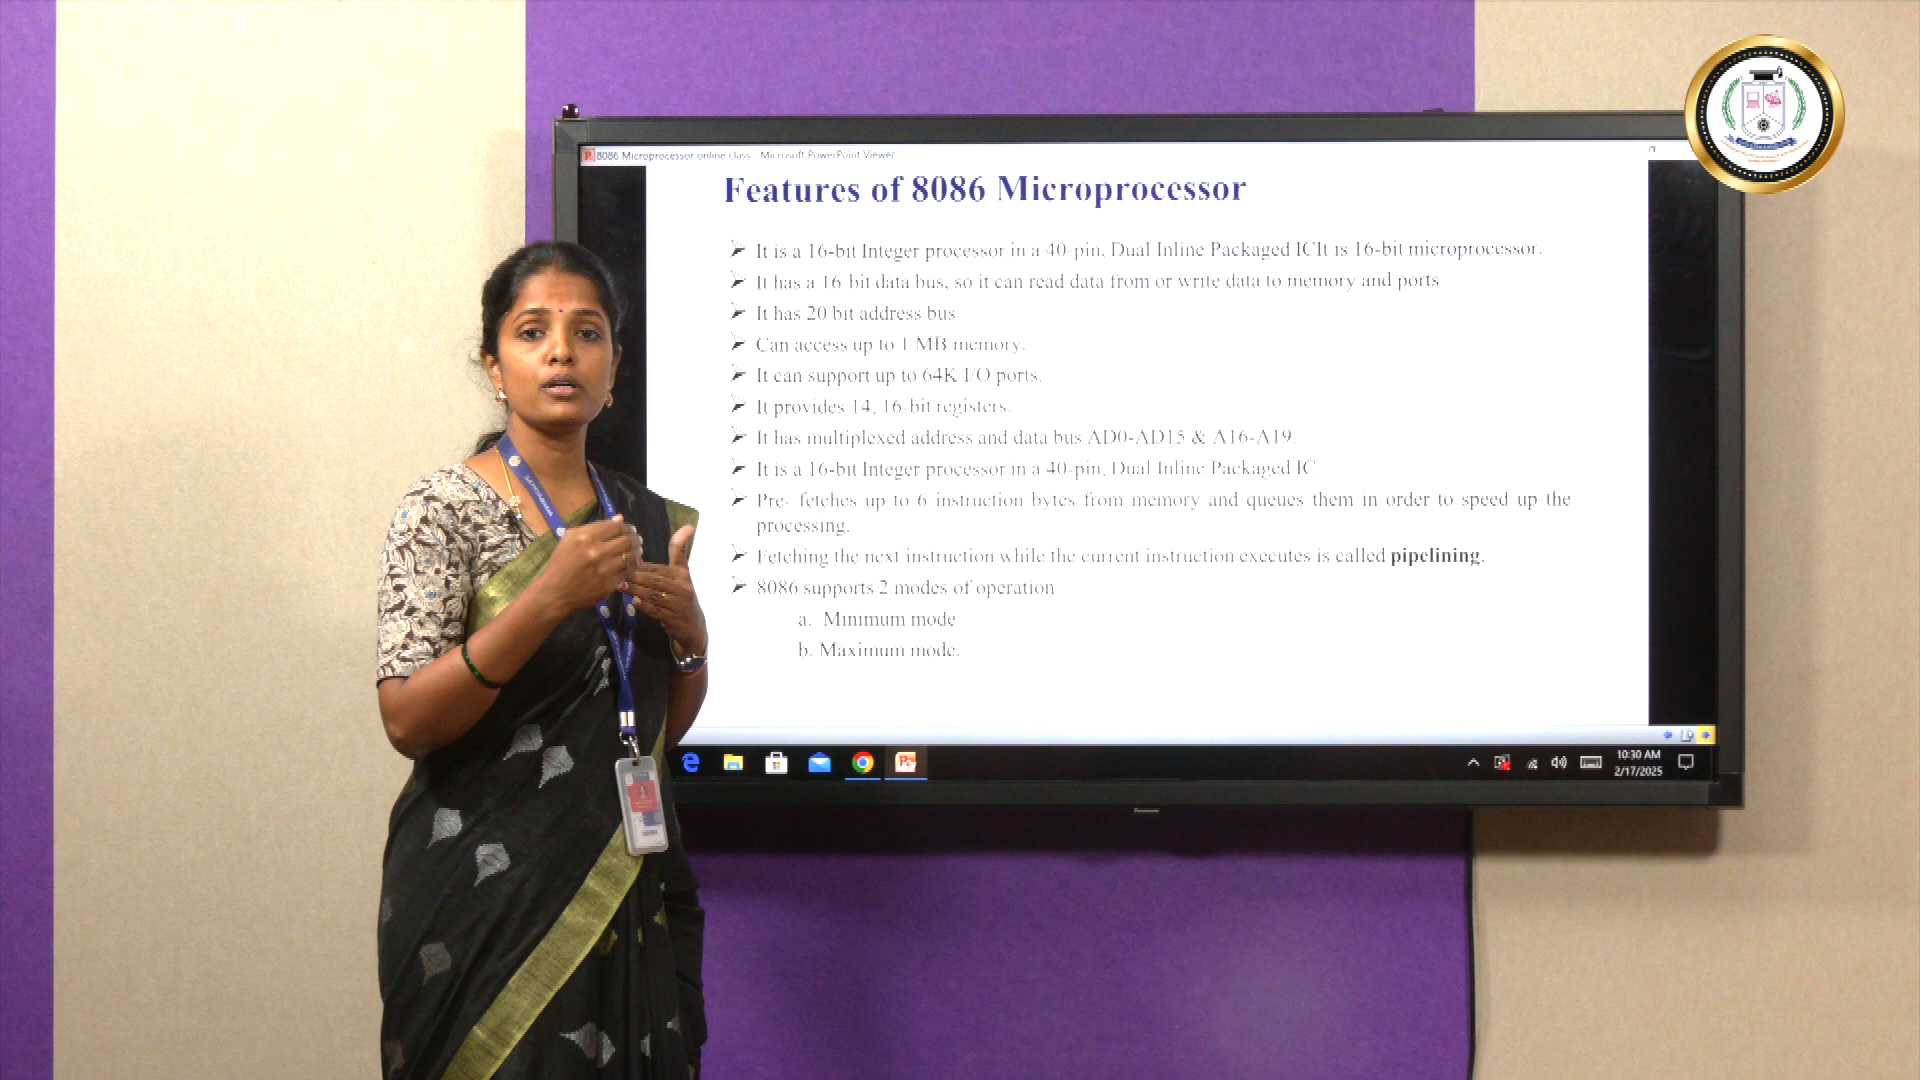 8086 Microprocessor online class - Microsoft PowerPoint Viewer
Features of 8086 Microprocessor
It is a 16-bit Integer processor in a 40-pin, Dual Inline Packaged ICIt is 16-bit microprocessor.
It has a 16-bit data bus, so it can read data from or write data to memory and ports
It has 20 bit address bus
Can access up to 1 MB memory.
It can support up to 64K I/O ports.
It provides 14, 16-bit registers.
It has multiplexed address and data bus AD0-AD15 & A16-A19
It is a 16-bit Integer processor in a 40-pin, Dual Inline Packaged IC
Pre- fetches up to 6 instruction bytes from memory and queues them in order to speed up the
processing.
Fetching the next instruction while the current instruction executes is called pipelining.
8086 supports 2 modes of operation
a. Minimum mode
b. Maximum mode.
10:30 AM
2/17/2025